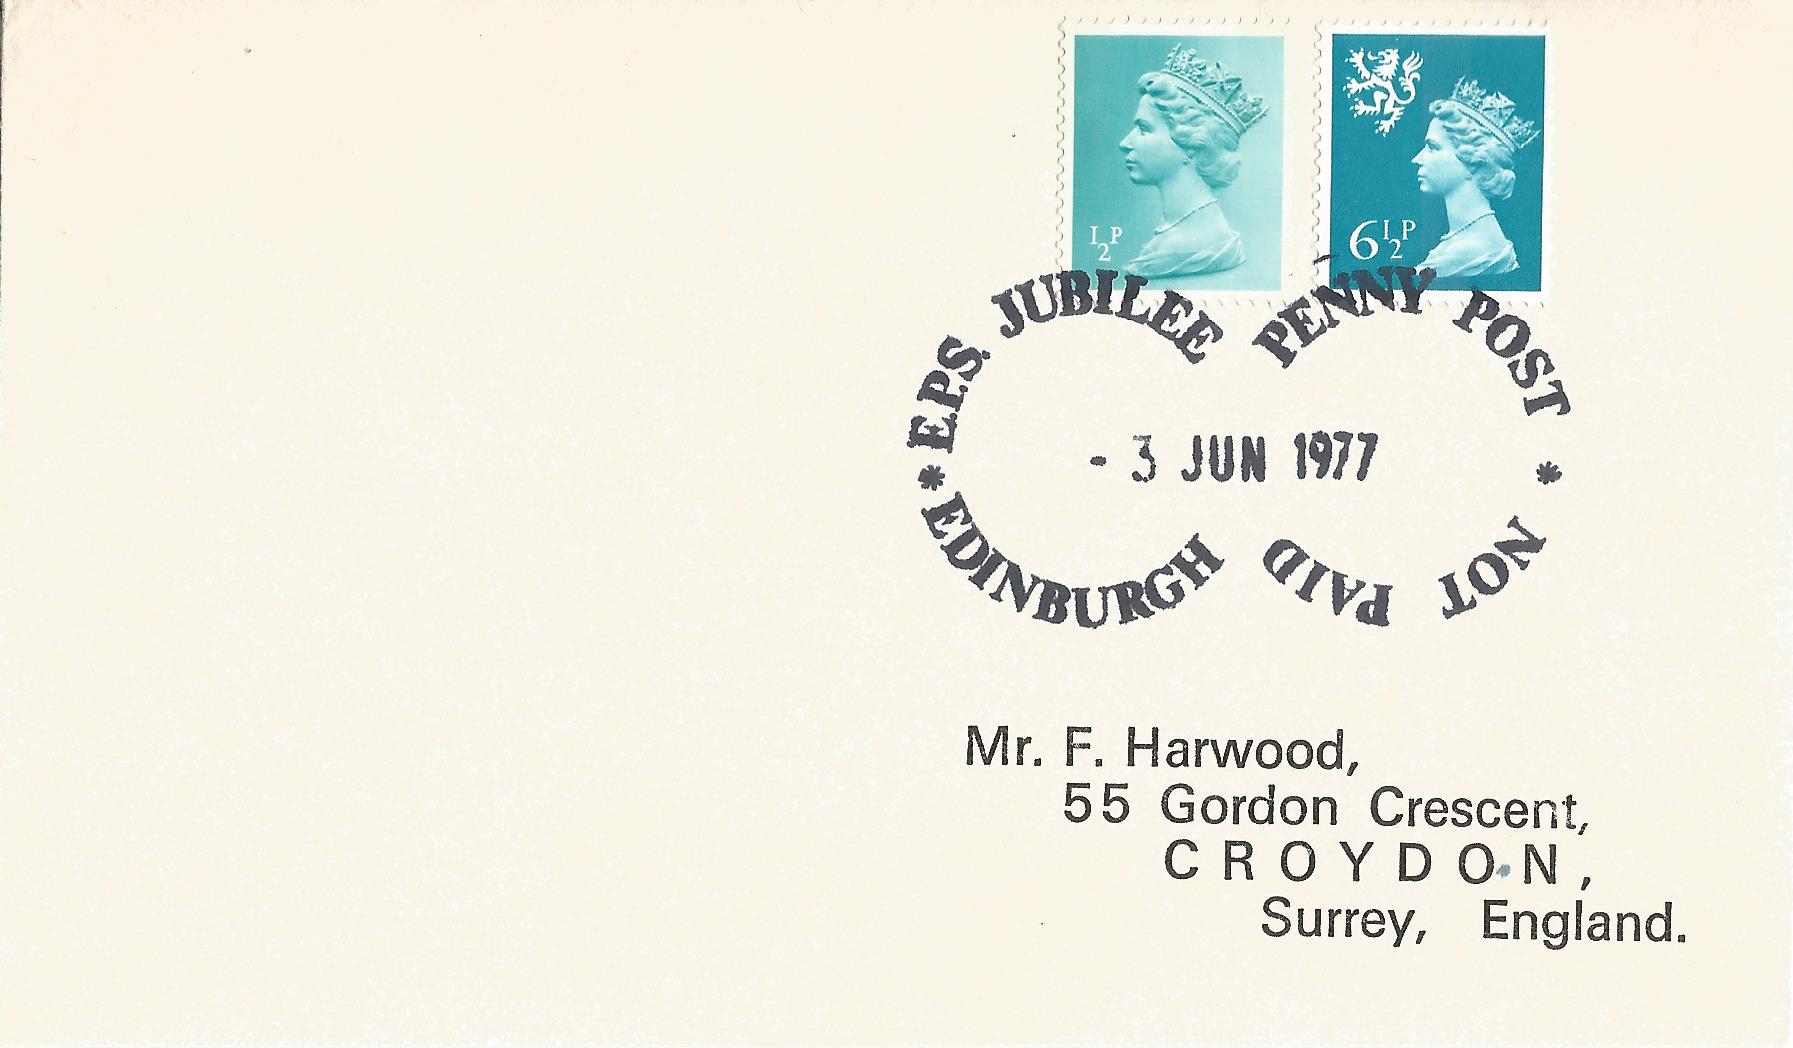 ½P
6½P
* E.P.S. JUBILEE PENNY POST *
- 3 JUN 1977
EDINBURGH NOT PAID
Mr. F. Harwood,
55 Gordon Crescent,
CROYDON,
Surrey, England.